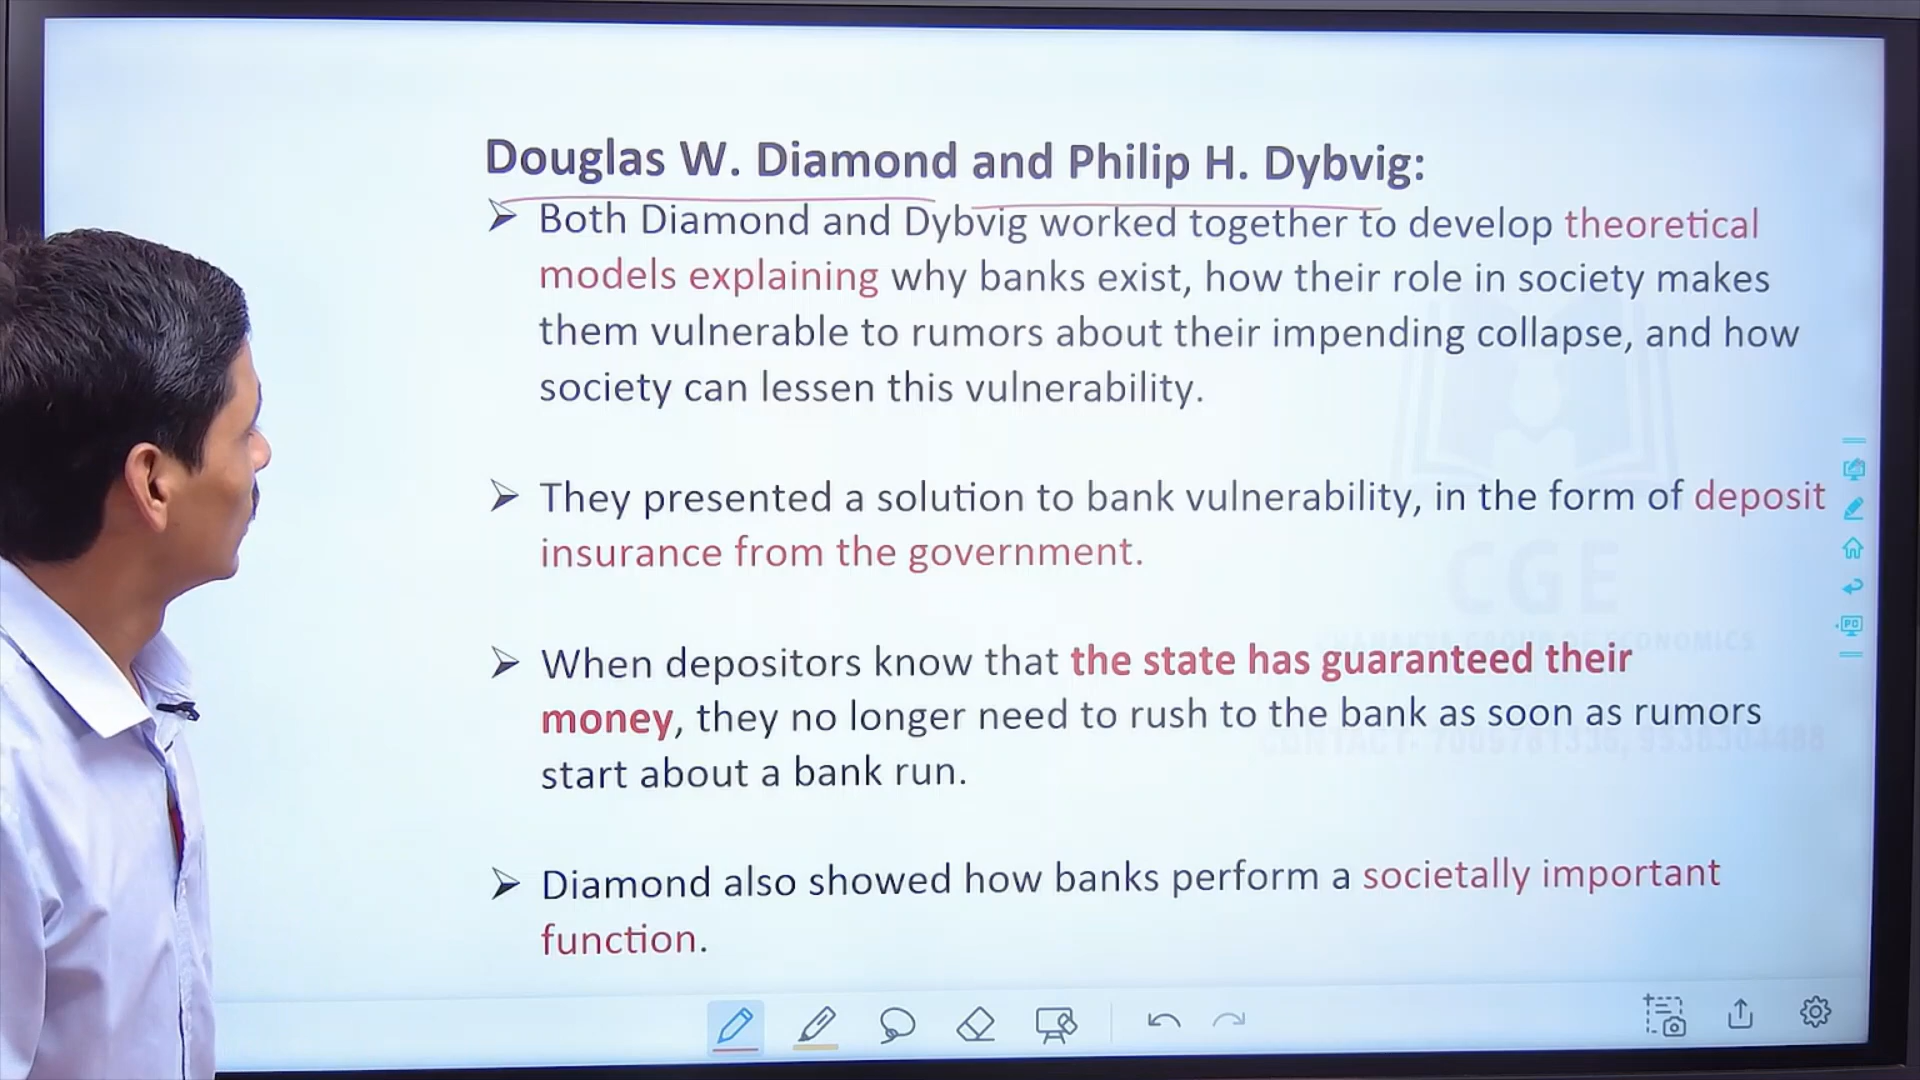 Douglas W. Diamond and Philip H. Dybvig:
➢ Both Diamond and Dybvig worked together to develop theoretical
models explaining why banks exist, how their role in society makes
them vulnerable to rumors about their impending collapse, and how
society can lessen this vulnerability.
➢ They presented a solution to bank vulnerability, in the form of deposit
insurance from the government.
CGE
➢ When depositors know that the state has guaranteed their
money, they no longer need to rush to the bank as soon as rumors
start about a bank run.
➢ Diamond also showed how banks perform a societally important
function.